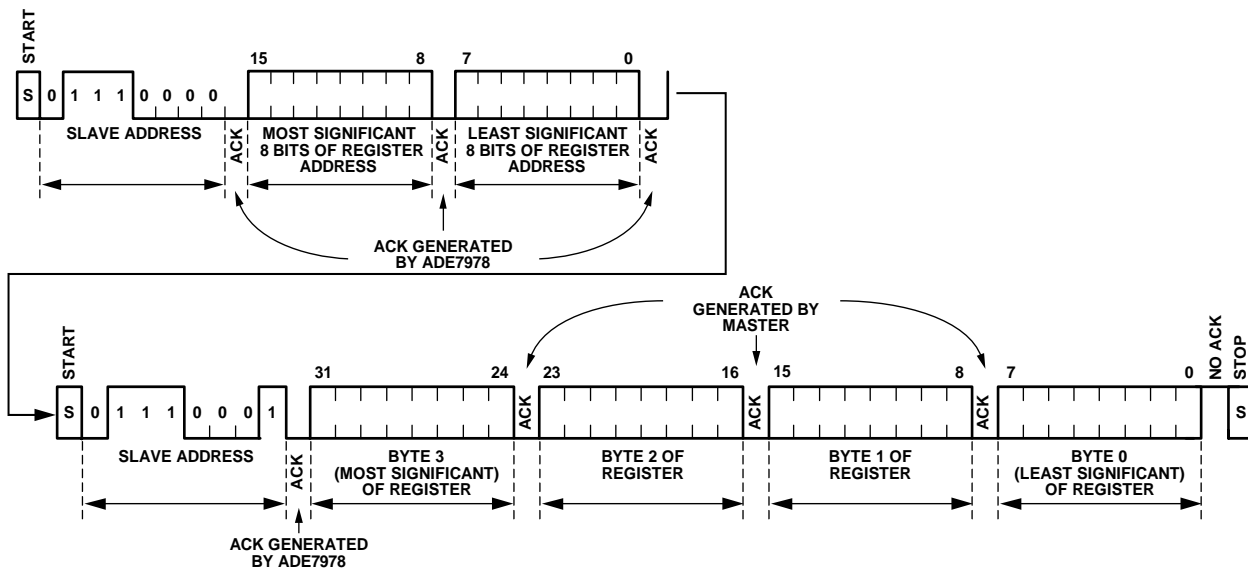 START
15 8 7 0
S 0 1 1 1 0 0 0 0
SLAVE ADDRESS
ACK
MOST SIGNIFICANT
8 BITS OF REGISTER
ADDRESS
ACK
LEAST SIGNIFICANT
8 BITS OF REGISTER
ADDRESS
ACK
ACK GENERATED
BY ADE7978
ACK
GENERATED BY
MASTER
START
31 24 23 16 15 8 7 0
NO ACK
STOP
S 0 1 1 1 0 0 0 1
S
SLAVE ADDRESS
ACK
BYTE 3
(MOST SIGNIFICANT)
OF REGISTER
ACK
BYTE 2 OF
REGISTER
ACK
BYTE 1 OF
REGISTER
ACK
BYTE 0
(LEAST SIGNIFICANT)
OF REGISTER
ACK GENERATED
BY ADE7978